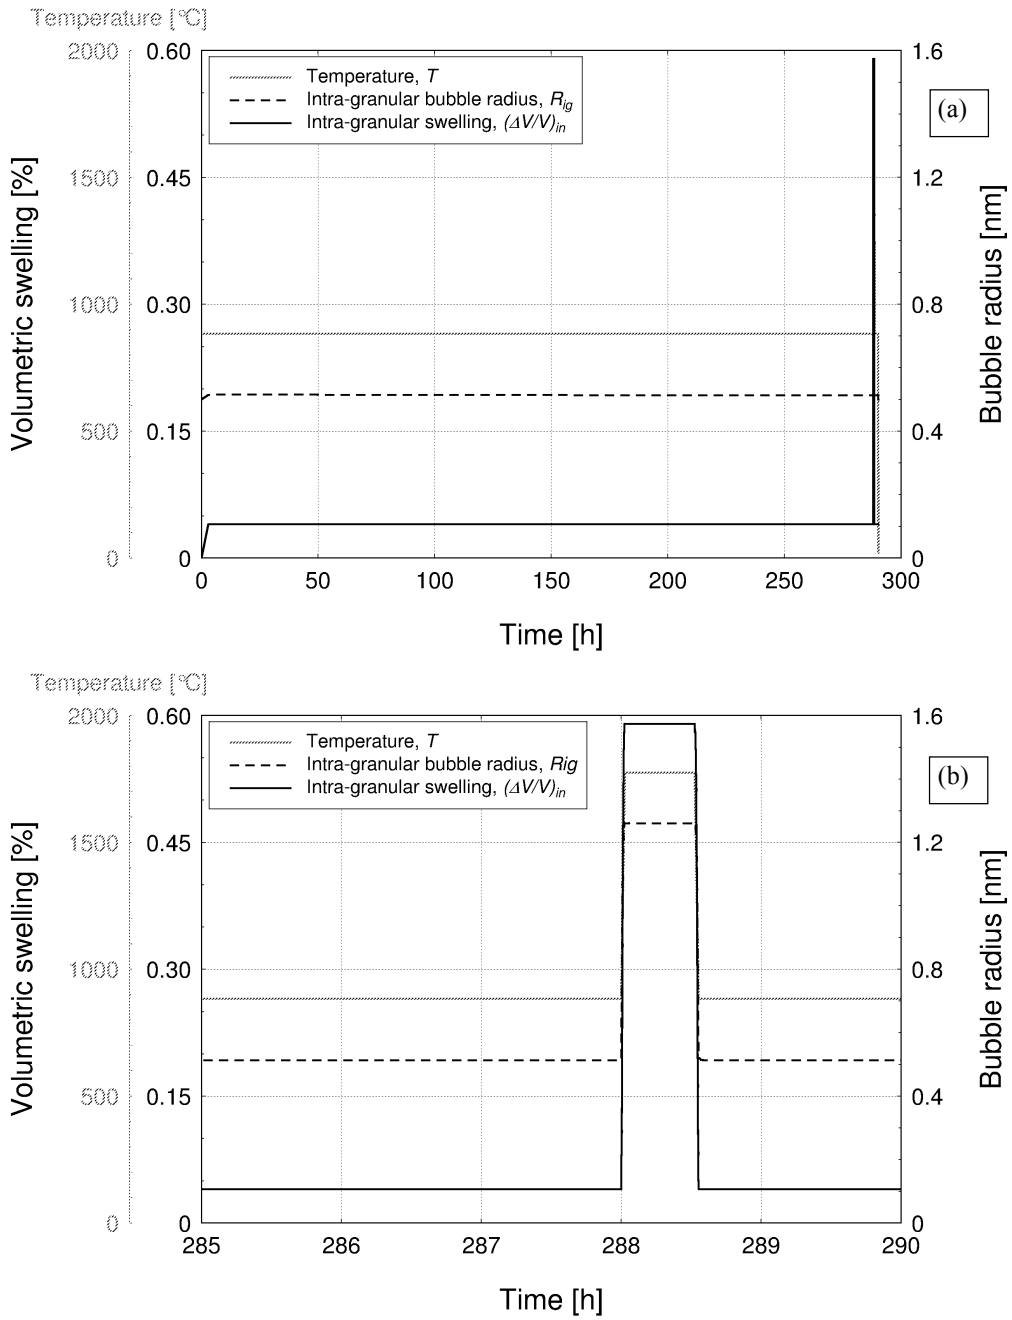 Temperature [°C]
2000 0.60 1.6
Temperature, T
Intra-granular bubble radius, Rig
Intra-granular swelling, (ΔV/V)in
(a)
1500 0.45 1.2
Volumetric swelling [%]
Bubble radius [nm]
1000 0.30 0.8
500 0.15 0.4
0 0 0
0 50 100 150 200 250 300
Time [h]
Temperature [°C]
2000 0.60 1.6
Temperature, T
Intra-granular bubble radius, Rig
Intra-granular swelling, (ΔV/V)in
(b)
1500 0.45 1.2
Volumetric swelling [%]
Bubble radius [nm]
1000 0.30 0.8
500 0.15 0.4
0 0 0
285 286 287 288 289 290
Time [h]